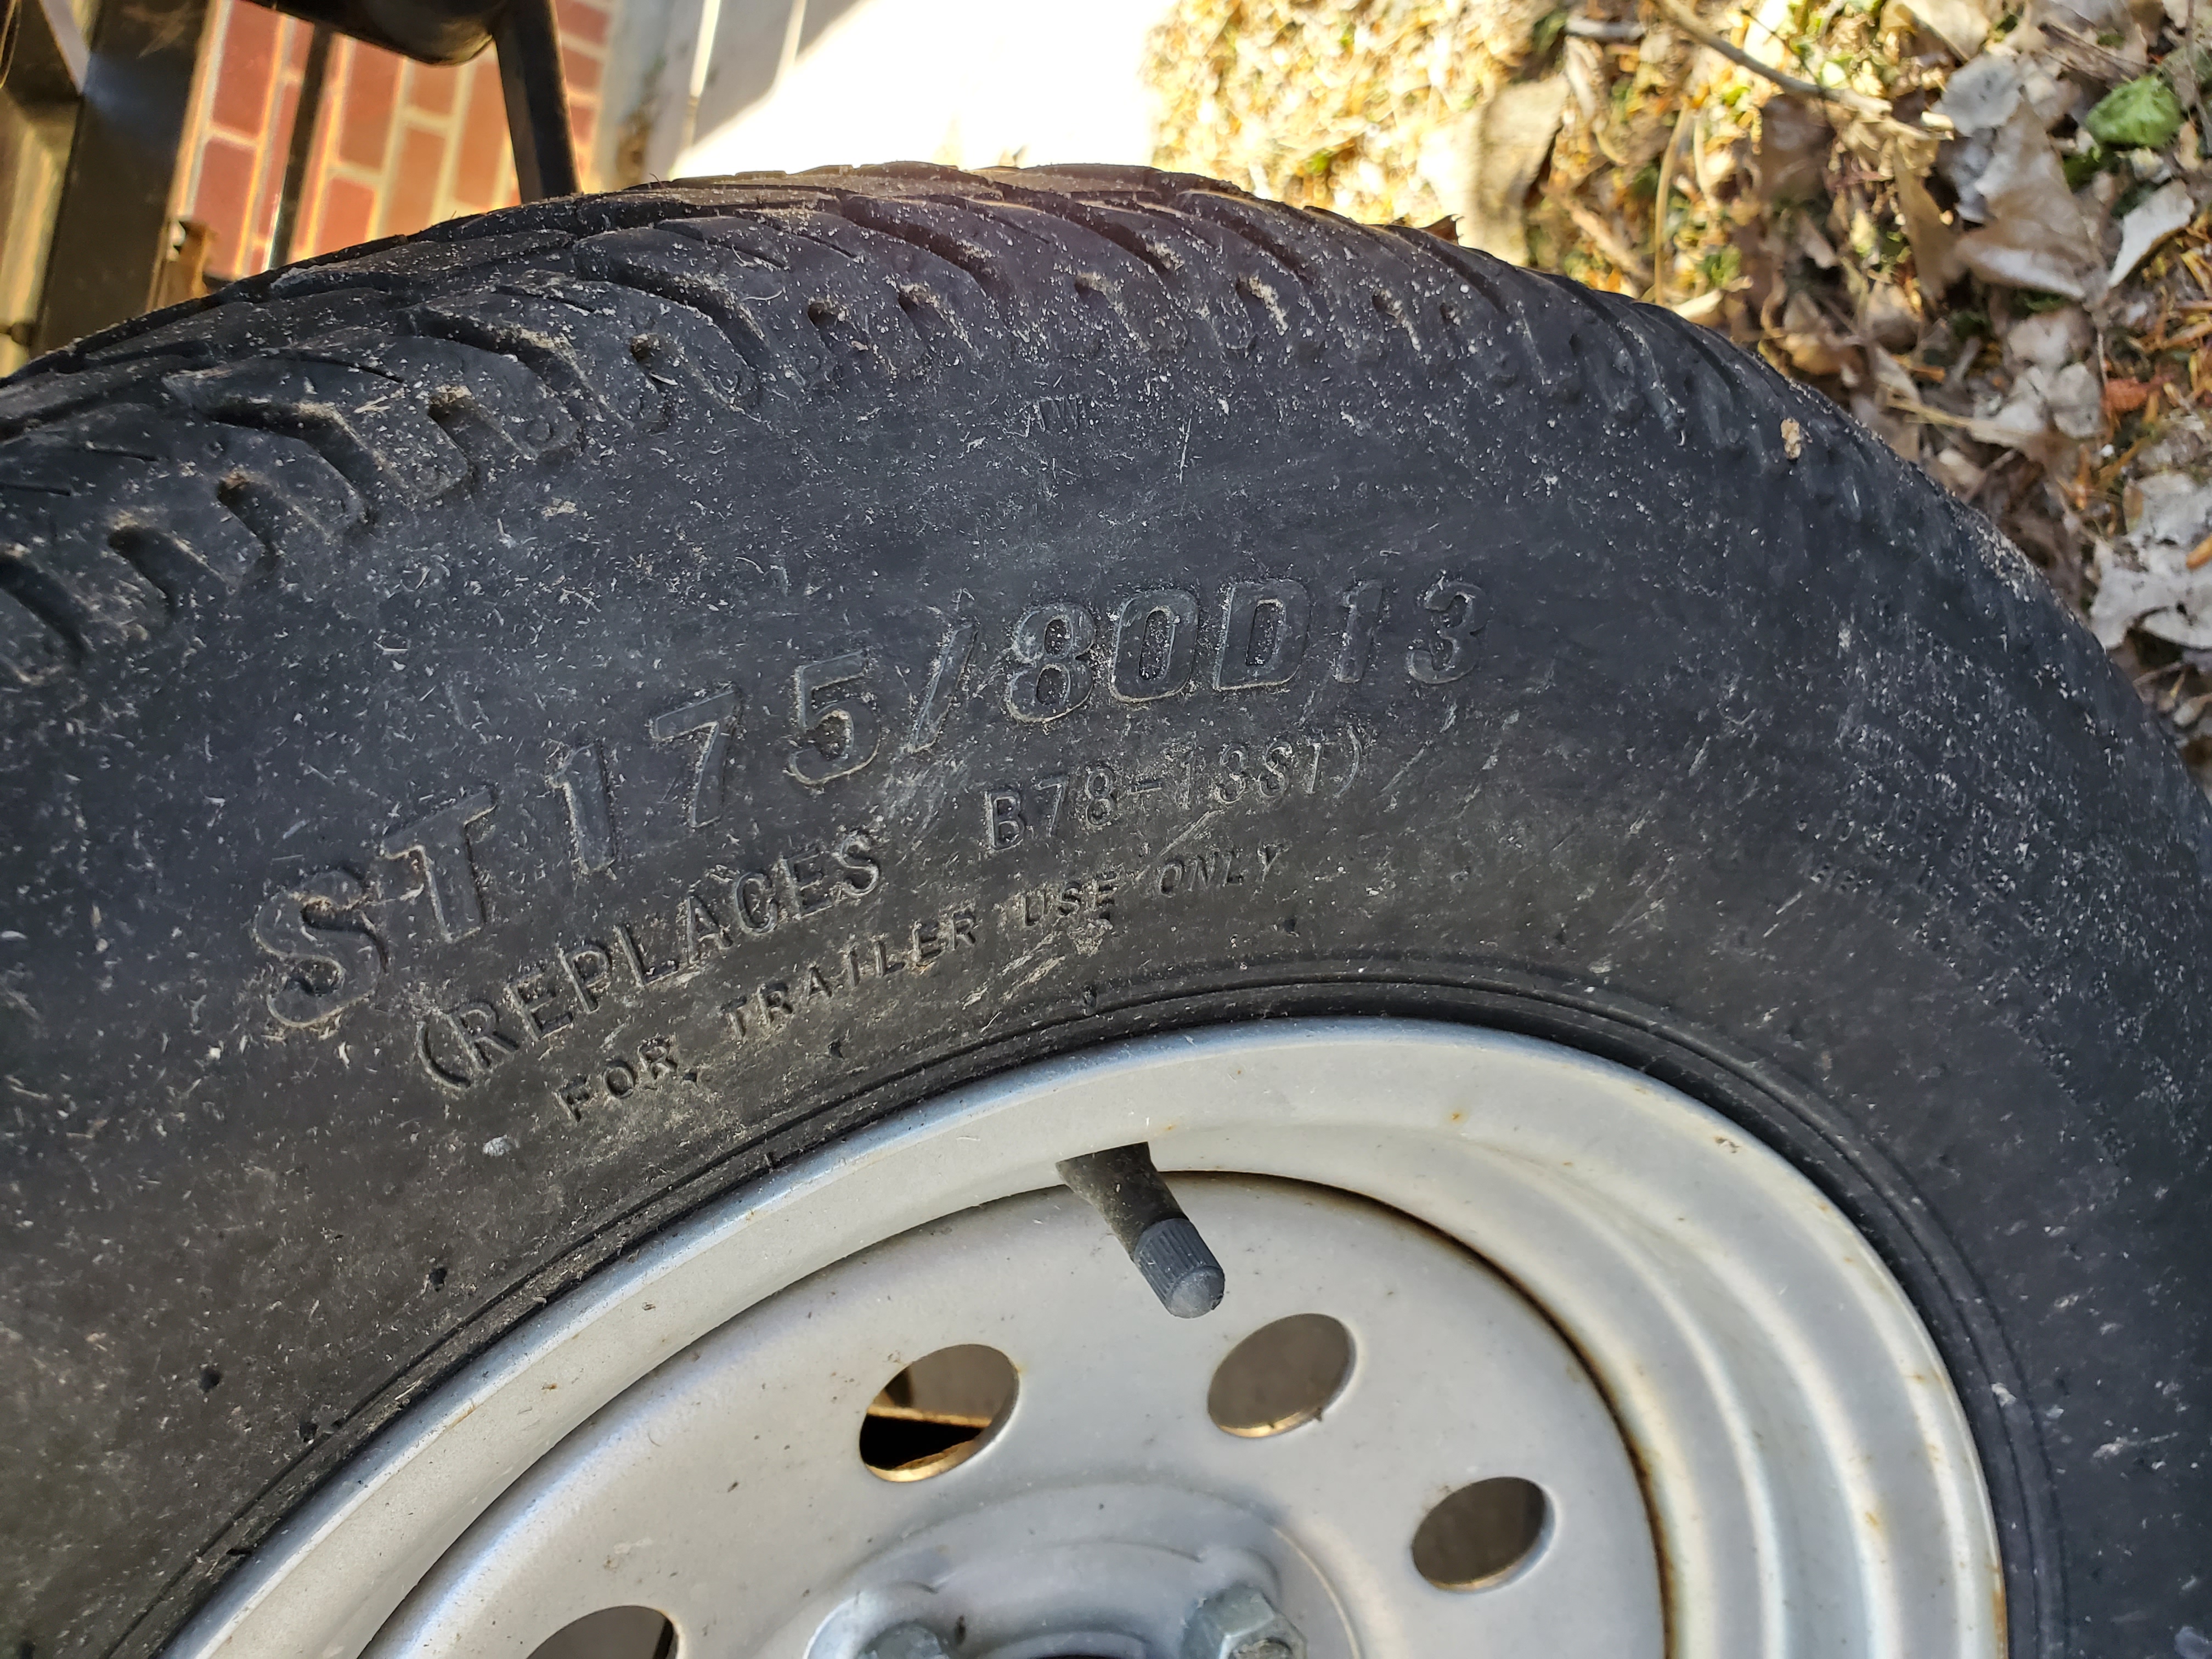 ST175/80D13
(REPLACES B78-13ST)
FOR TRAILER USE ONLY